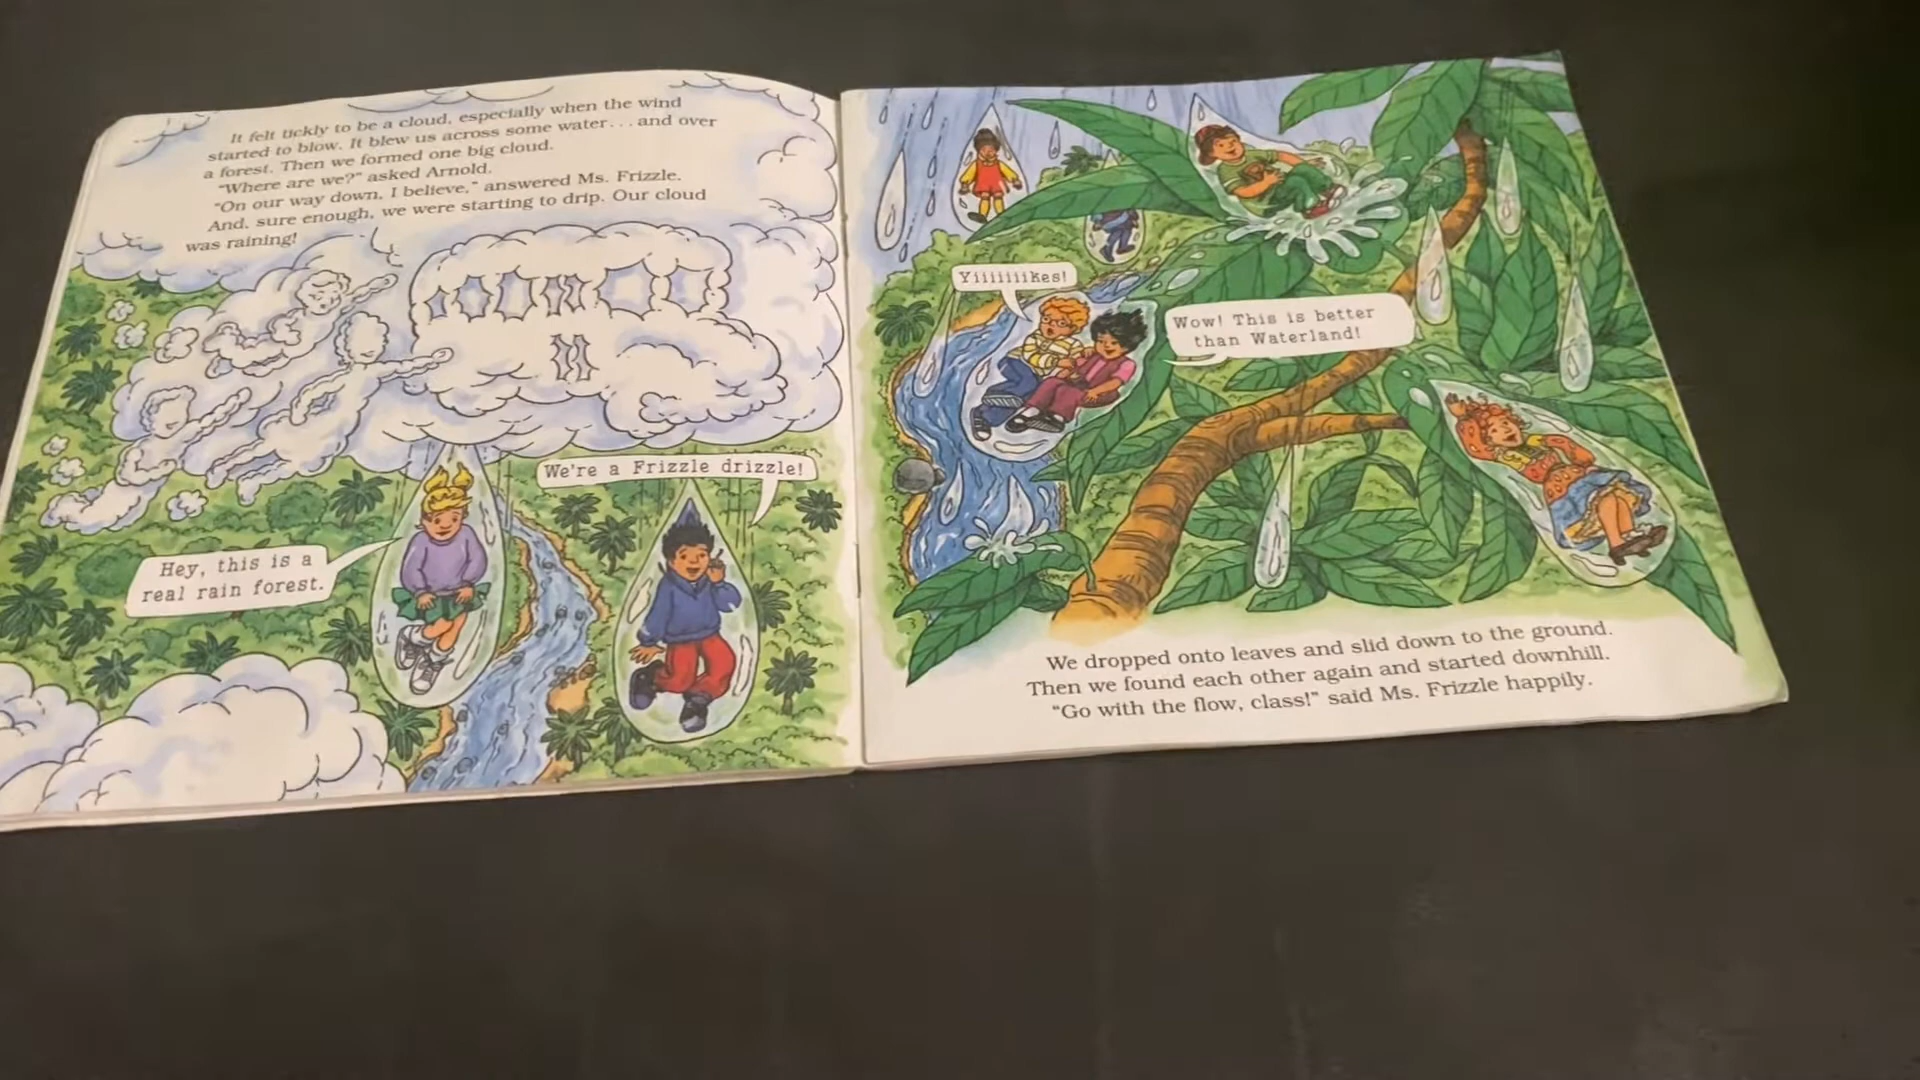 It felt tickly to be a cloud, especially when the wind
started to blow. It blew us across some water . . . and over
a forest. Then we formed one big cloud.
"Where are we?" asked Arnold.
"On our way down, I believe," answered Ms. Frizzle.
And, sure enough, we were starting to drip. Our cloud
was raining!
We're a Frizzle drizzle!
Hey, this is a
real rain forest.
Yiiiiiiikes!
Wow! This is better
than Waterland!
We dropped onto leaves and slid down to the ground.
Then we found each other again and started downhill.
"Go with the flow, class!" said Ms. Frizzle happily.